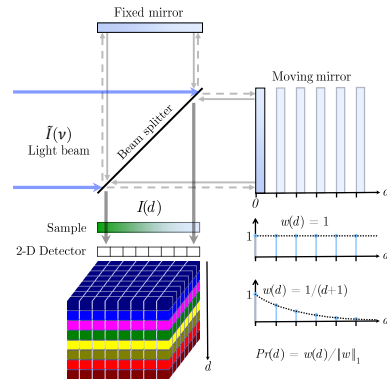 Fixed mirror
Moving mirror
Beam splitter
Ĩ(ν)
Light beam
0
d
I(d)
Sample
2-D Detector
w(d) = 1
1
d
w(d) = 1/(d+1)
1
d
d
Pr(d) = w(d)/‖w‖₁